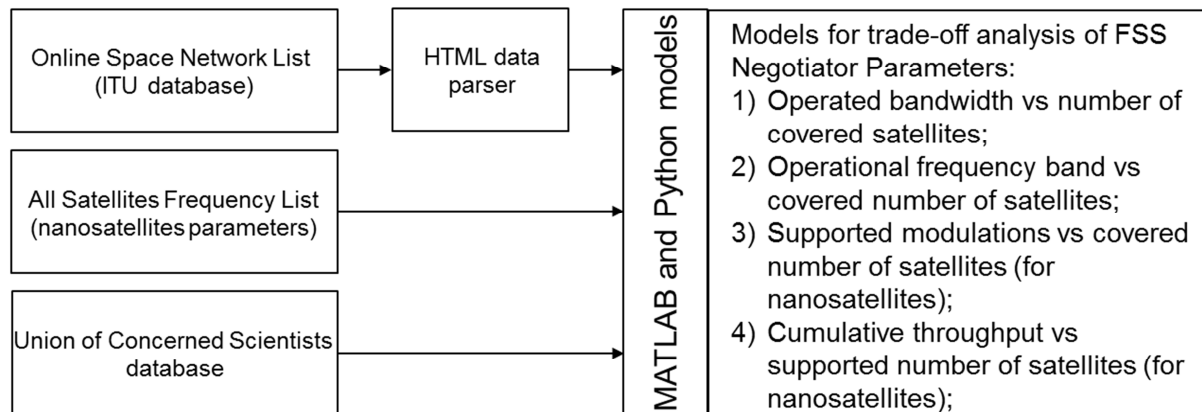 Online Space Network List
(ITU database)
HTML data
parser
All Satellites Frequency List
(nanosatellites parameters)
Union of Concerned Scientists
database
MATLAB and Python models
Models for trade-off analysis of FSS
Negotiator Parameters:
1) Operated bandwidth vs number of
covered satellites;
2) Operational frequency band vs
covered number of satellites;
3) Supported modulations vs covered
number of satellites (for
nanosatellites);
4) Cumulative throughput vs
supported number of satellites (for
nanosatellites);